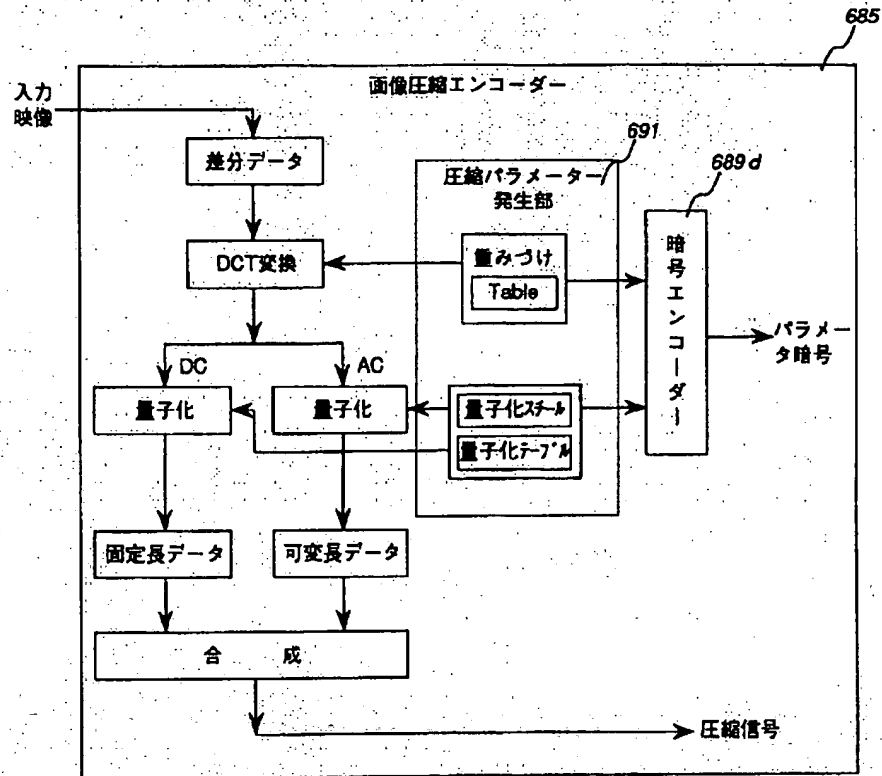 685
画像圧縮エンコーダー
入力
映像
691
差分データ
圧縮パラメーター
発生部
689d
DCT変換
量みづけ
Table
暗号エンコーダー
パラメー
タ暗号
DC
AC
量子化
量子化
量子化スチール
量子化テーブル
固定長データ
可変長データ
合 成
圧縮信号